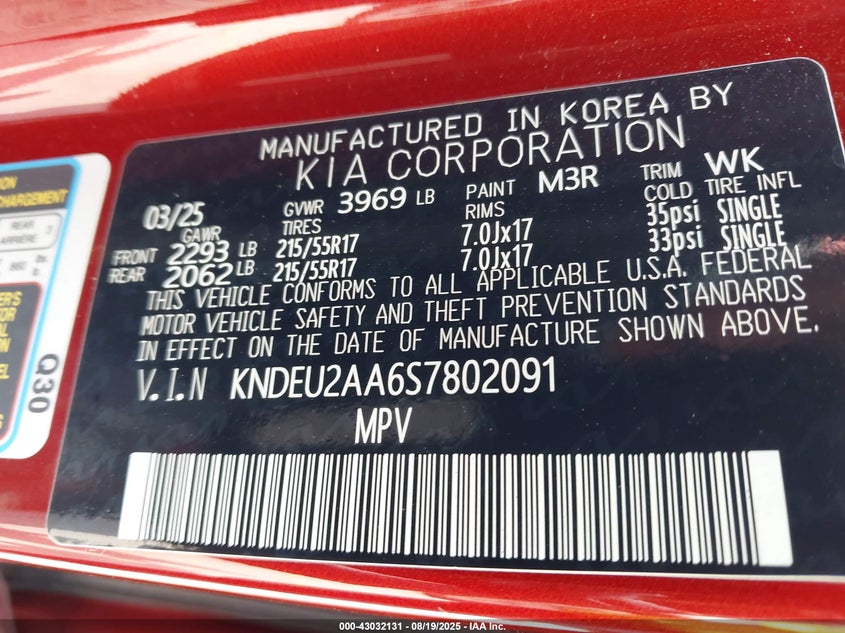 MANUFACTURED IN KOREA BY
KIA CORPORATION
03/25 GVWR 3969 LB PAINT M3R TRIM WK
GAWR TIRES RIMS COLD TIRE INFL
FRONT 2293 LB 215/55R17 7.0Jx17 35psi SINGLE
REAR 2062 LB 215/55R17 7.0Jx17 33psi SINGLE
THIS VEHICLE CONFORMS TO ALL APPLICABLE U.S.A. FEDERAL
MOTOR VEHICLE SAFETY AND THEFT PREVENTION STANDARDS
IN EFFECT ON THE DATE OF MANUFACTURE SHOWN ABOVE.
V.I.N KNDEU2AA6S7802091
MPV
REAR
ARRIERE
Q30
000-43032131 - 08/19/2025 - IAA Inc.